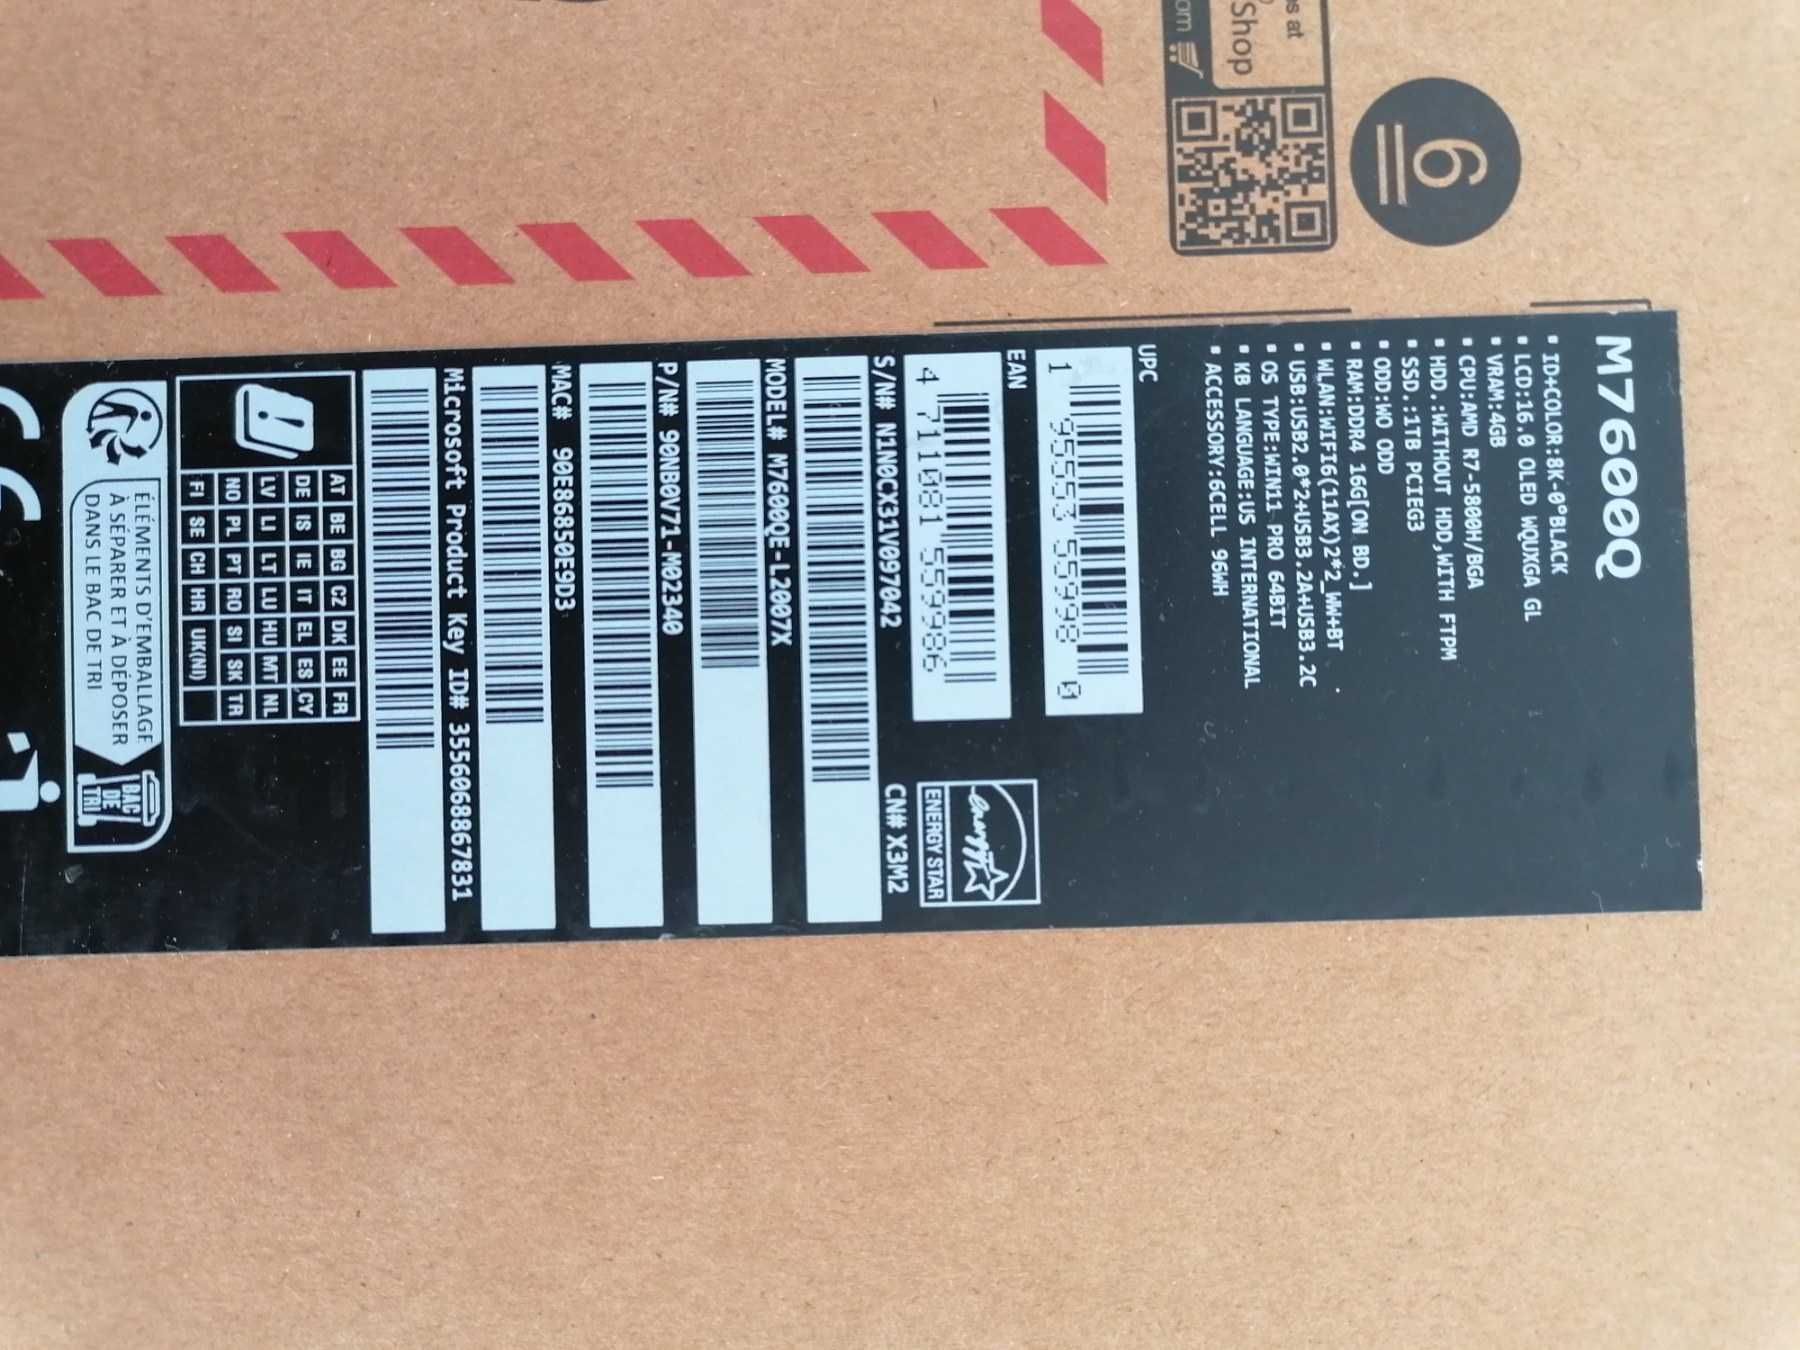 es at
Shop
om
6
M7600Q
▪ ID+COLOR:8K-0°BLACK
▪ LCD:16.0 OLED WQUXGA GL
▪ VRAM:4GB
▪ CPU:AMD R7-5800H/BGA
▪ HDD.:WITHOUT HDD,WITH FTPM
▪ SSD.:1TB PCIEG3
▪ ODD:WO ODD
▪ RAM:DDR4 16G[ON BD.]
▪ WLAN:WIFI6(11AX)2*2_WW+BT
▪ USB:USB2.0*2+USB3.2A+USB3.2C
▪ OS TYPE:WIN11 PRO 64BIT
▪ KB LANGUAGE:US INTERNATIONAL
▪ ACCESSORY:6CELL 96WH
UPC
1 95553 55998 0
EAN
4 711081 559986
energy
ENERGY STAR
S/N# N1N0CX31V097042 CN# X3M2
MODEL# M7600QE-L2007X
P/N# 90NB0V71-M02340
MAC# 90E86850E9D3
Microsoft Product Key ID# 3556068867831
AT BE BG CZ DK EE FR
DE IS IE IT EL ES CY
LV LI LT LU HU MT NL
NO PL PT RO SI SK TR
FI SE CH HR UK(NI)
ÉLÉMENTS D'EMBALLAGE
À SÉPARER ET À DÉPOSER
DANS LE BAC DE TRI
BAC
DE
TRI
CE